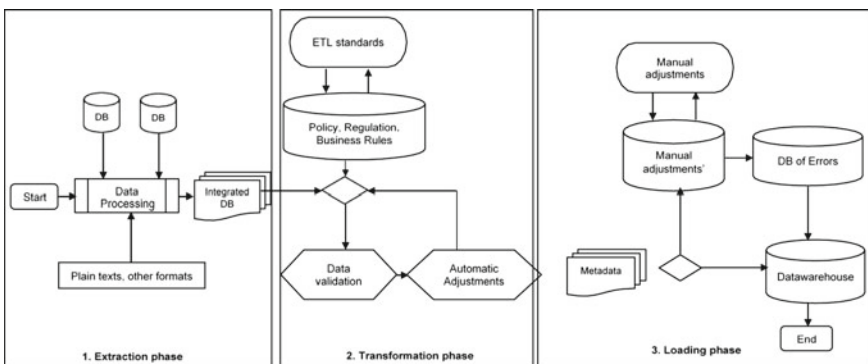 DB
DB
Start
Data
Processing
Integrated
DB
Plain texts, other formats
1. Extraction phase
ETL standards
Policy, Regulation.
Business Rules
Data
validation
Automatic
Adjustments
2. Transformation phase
Manual
adjustments
Manual
adjustments'
DB of Errors
Metadata
Datawarehouse
End
3. Loading phase